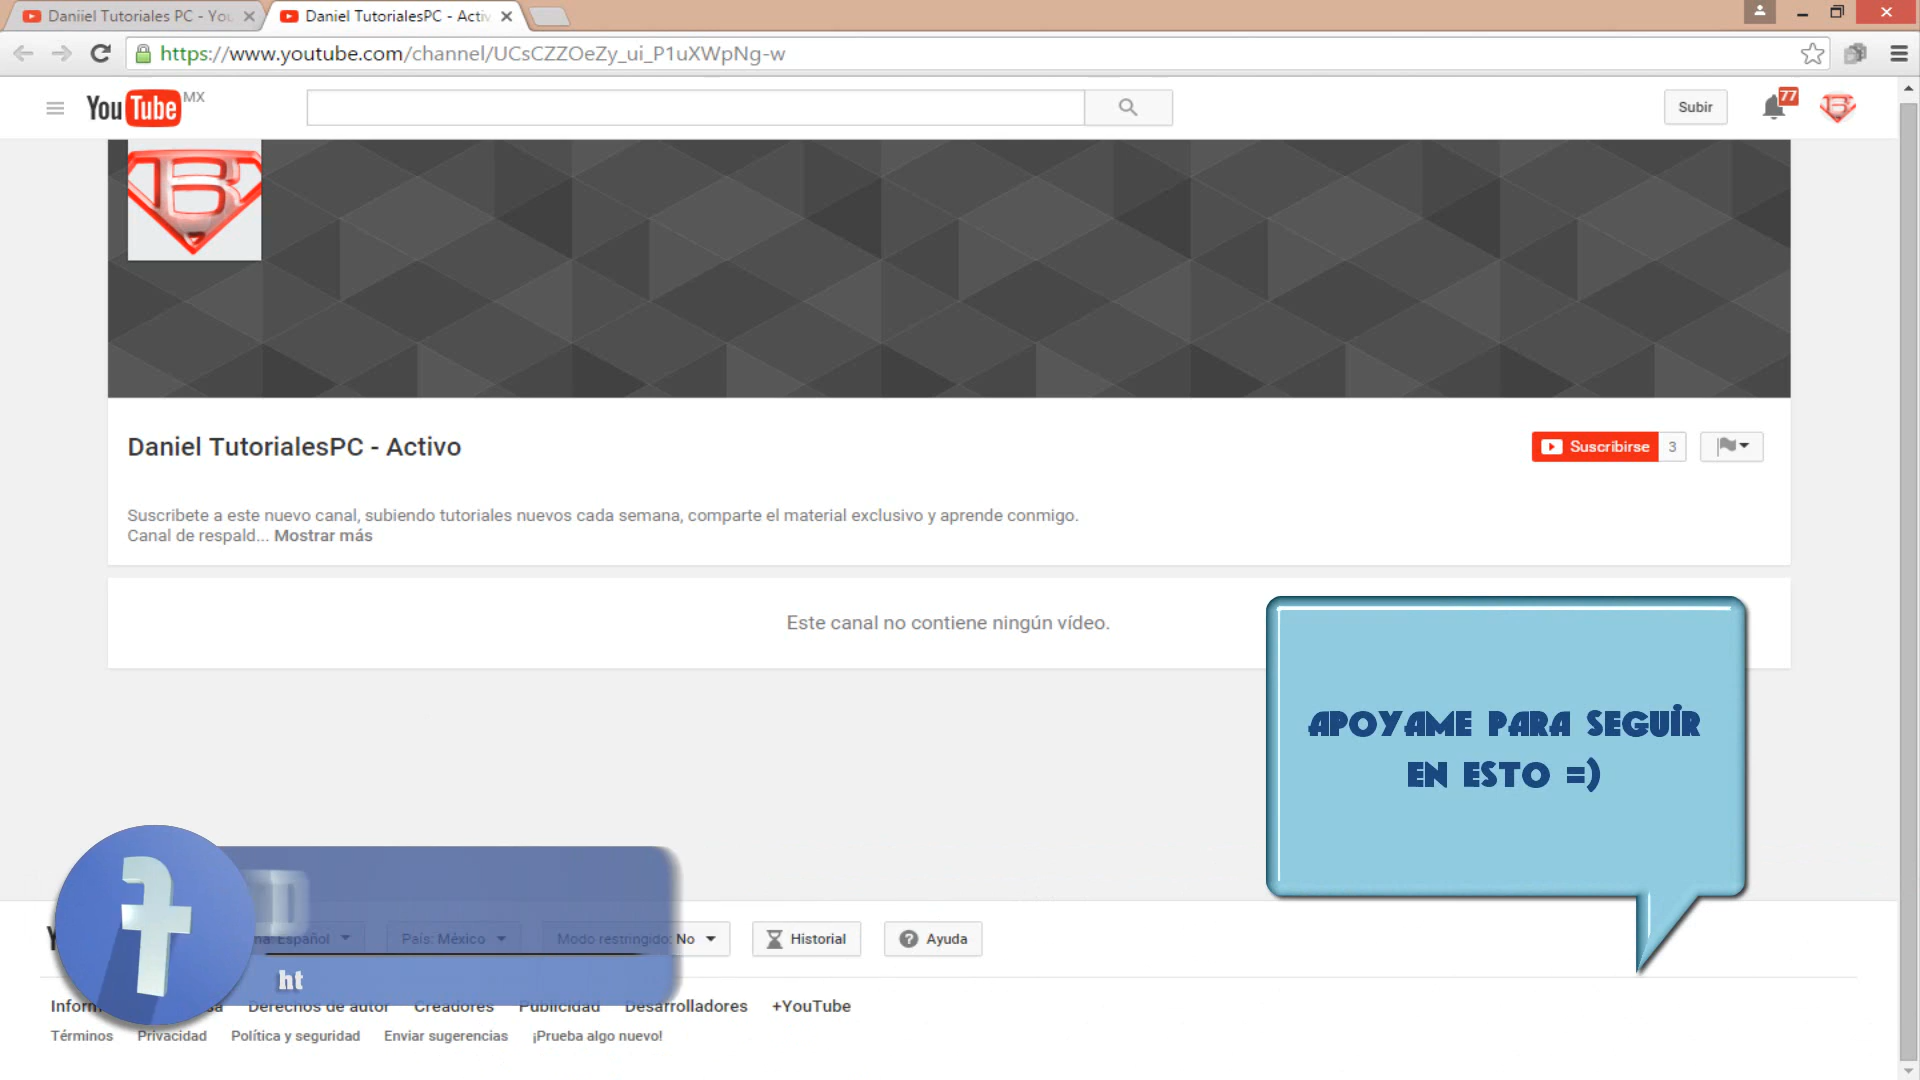 Daniiel Tutoriales PC - You
Daniel TutorialesPC - Activ
https://www.youtube.com/channel/UCsCZZOeZy_ui_P1uXWpNg-w
YouTube MX
Subir
77
Daniel TutorialesPC - Activo
Suscribirse 3
Suscribete a este nuevo canal, subiendo tutoriales nuevos cada semana, comparte el material exclusivo y aprende conmigo.
Canal de respald... Mostrar más
Este canal no contiene ningún vídeo.
APOYAME PARA SEGUIR
EN ESTO =)
Español País: México Modo restringido: No Historial Ayuda
ht
Derechos de autor Creadores Publicidad Desarrolladores +YouTube
Términos Privacidad Política y seguridad Enviar sugerencias ¡Prueba algo nuevo!